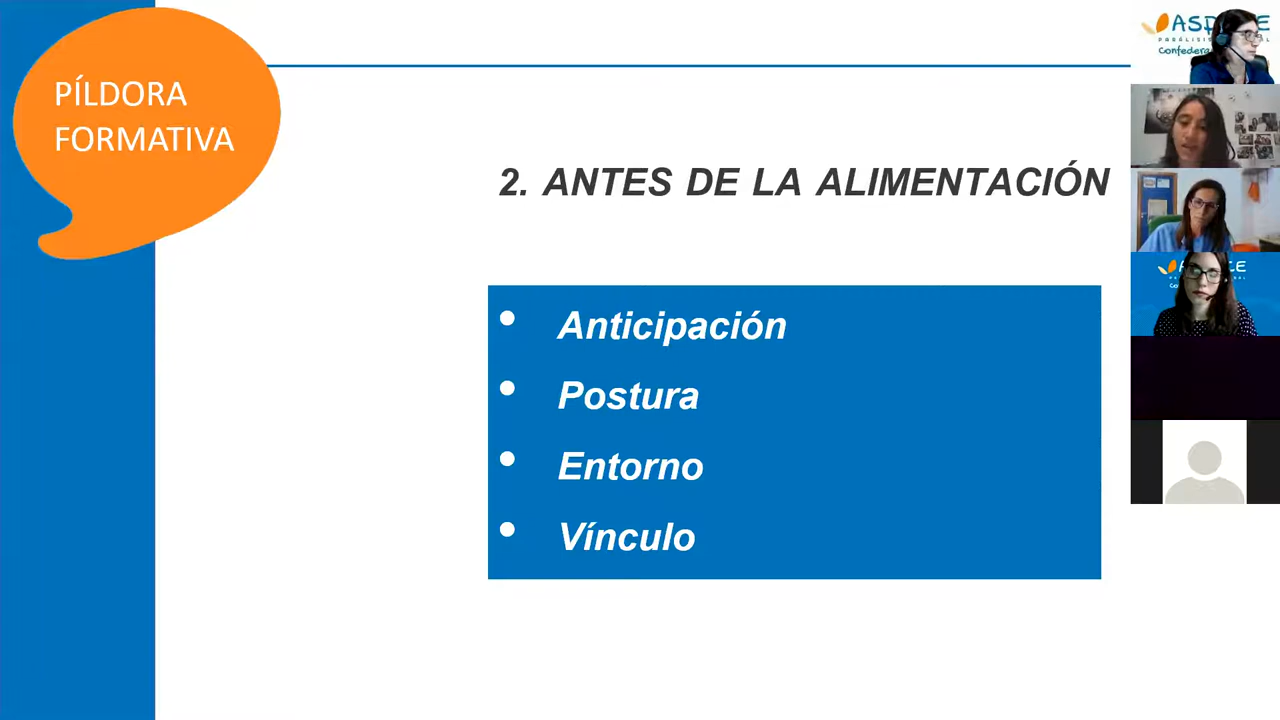 PÍLDORA
FORMATIVA
2. ANTES DE LA ALIMENTACIÓN
• Anticipación
• Postura
• Entorno
• Vínculo